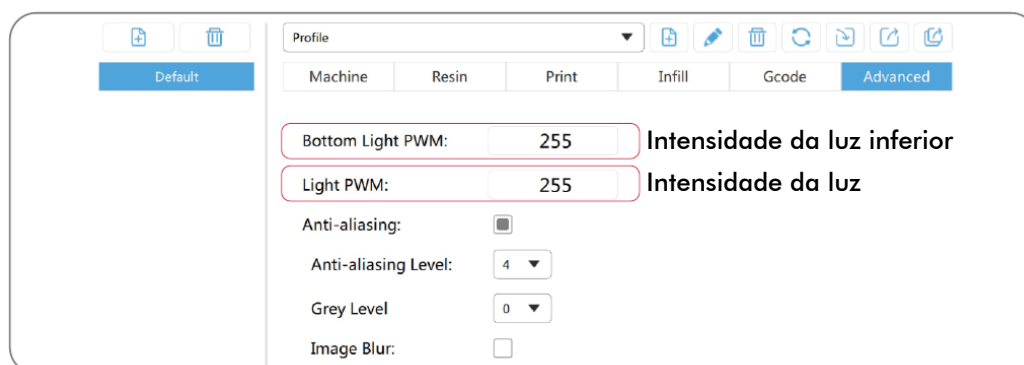 Profile
Default
Machine Resin Print Infill Gcode Advanced
Bottom Light PWM: 255 Intensidade da luz inferior
Light PWM: 255 Intensidade da luz
Anti-aliasing:
Anti-aliasing Level: 4
Grey Level 0
Image Blur: